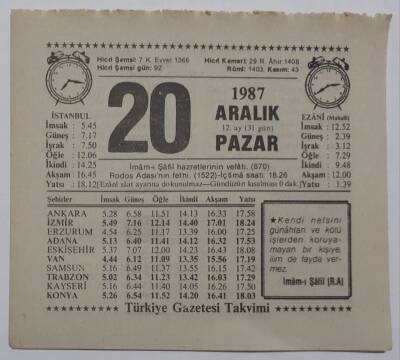 Hicri Şemsi: 7 K. Evvel 1366
Hicri Şemsi gün: 92
Hicri Kameri: 29 R. Âhir 1408
Rûmî: 1403, Kasım: 43
İSTANBUL
İmsak : 5.45
Güneş : 7.17
İşrak : 7.50
Öğle : 12.06
İkindi : 14.25
Akşam : 16.45
Yatsı : 18.12
20
1987
ARALIK
12. ay (31 gün)
PAZAR
EZÂNİ (Mahalli)
İmsak : 12.52
Güneş : 2.39
İşrak : 3.12
Öğle : 7.29
İkindi : 9.48
Akşam : 12.00
Yatsı : 1.39
İmâm-ı Şâfiî hazretlerinin vefâtı, (870)
Rodos Adası'nın fethi. (1522)-İçtimâ saati: 18.26
(Ezânî saat ayarına dokunulmaz—Gündüzün kısalması 0 dak.)
Şehirler İmsak Güneş Öğle İkindi Akşam Yatsı
ANKARA 5.28 6.58 11.51 14.13 16.33 17.58
İZMİR 5.49 7.16 12.14 14.40 17.01 18.24
ERZURUM 4.54 6.25 11.17 13.39 16.00 17.25
ADANA 5.13 6.40 11.41 14.12 16.32 17.53
ESKİŞEHİR 5.37 7.07 12.00 14.23 16.43 18.08
VAN 4.44 6.12 11.09 13.35 15.56 17.19
SAMSUN 5.16 6.49 11.37 13.55 16.15 17.42
TRABZON 5.02 6.34 11.23 13.42 16.03 17.29
KAYSERİ 5.16 6.44 11.40 14.05 16.26 17.50
KONYA 5.26 6.54 11.52 14.20 16.41 18.03
★Kendi nefsini
günâhtan ve kötü
işlerden koruya-
mayan bir kişiye,
ilim de fayda ver-
mez.
İmâm-ı Şâfiî (R.A)
Türkiye Gazetesi Takvimi